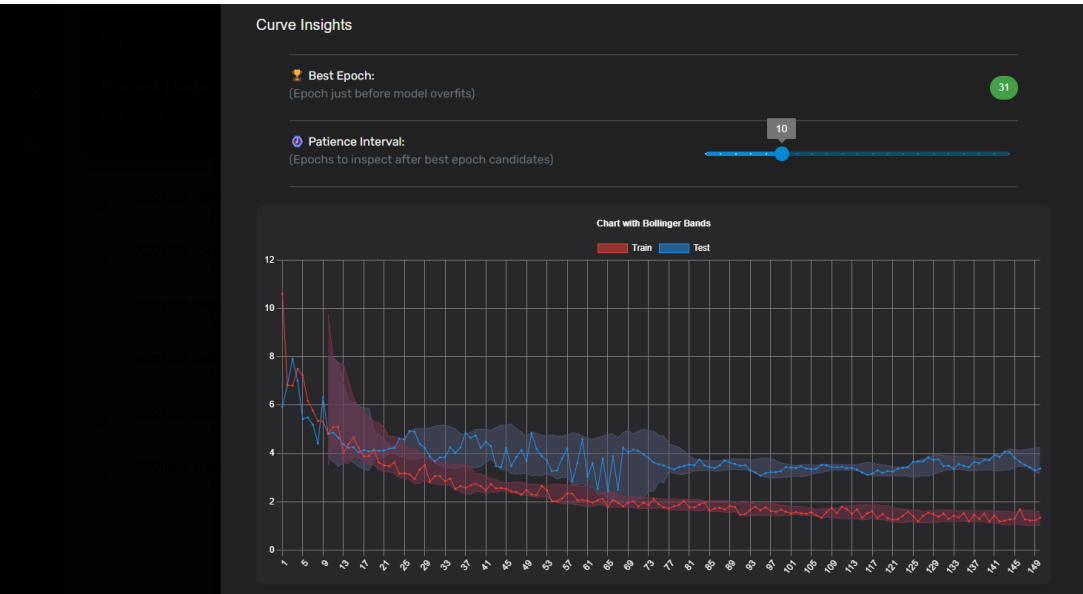 Curve Insights
🏆 Best Epoch:
(Epoch just before model overfits)
31
Patience Interval:
(Epochs to inspect after best epoch candidates)
10
Chart with Bollinger Bands
Train
Test
12
10
8
6
4
2
0
1 5 9 13 17 21 25 29 33 37 41 45 49 53 57 61 65 69 73 77 81 85 89 93 97 101 105 109 113 117 121 125 129 133 137 141 145 149